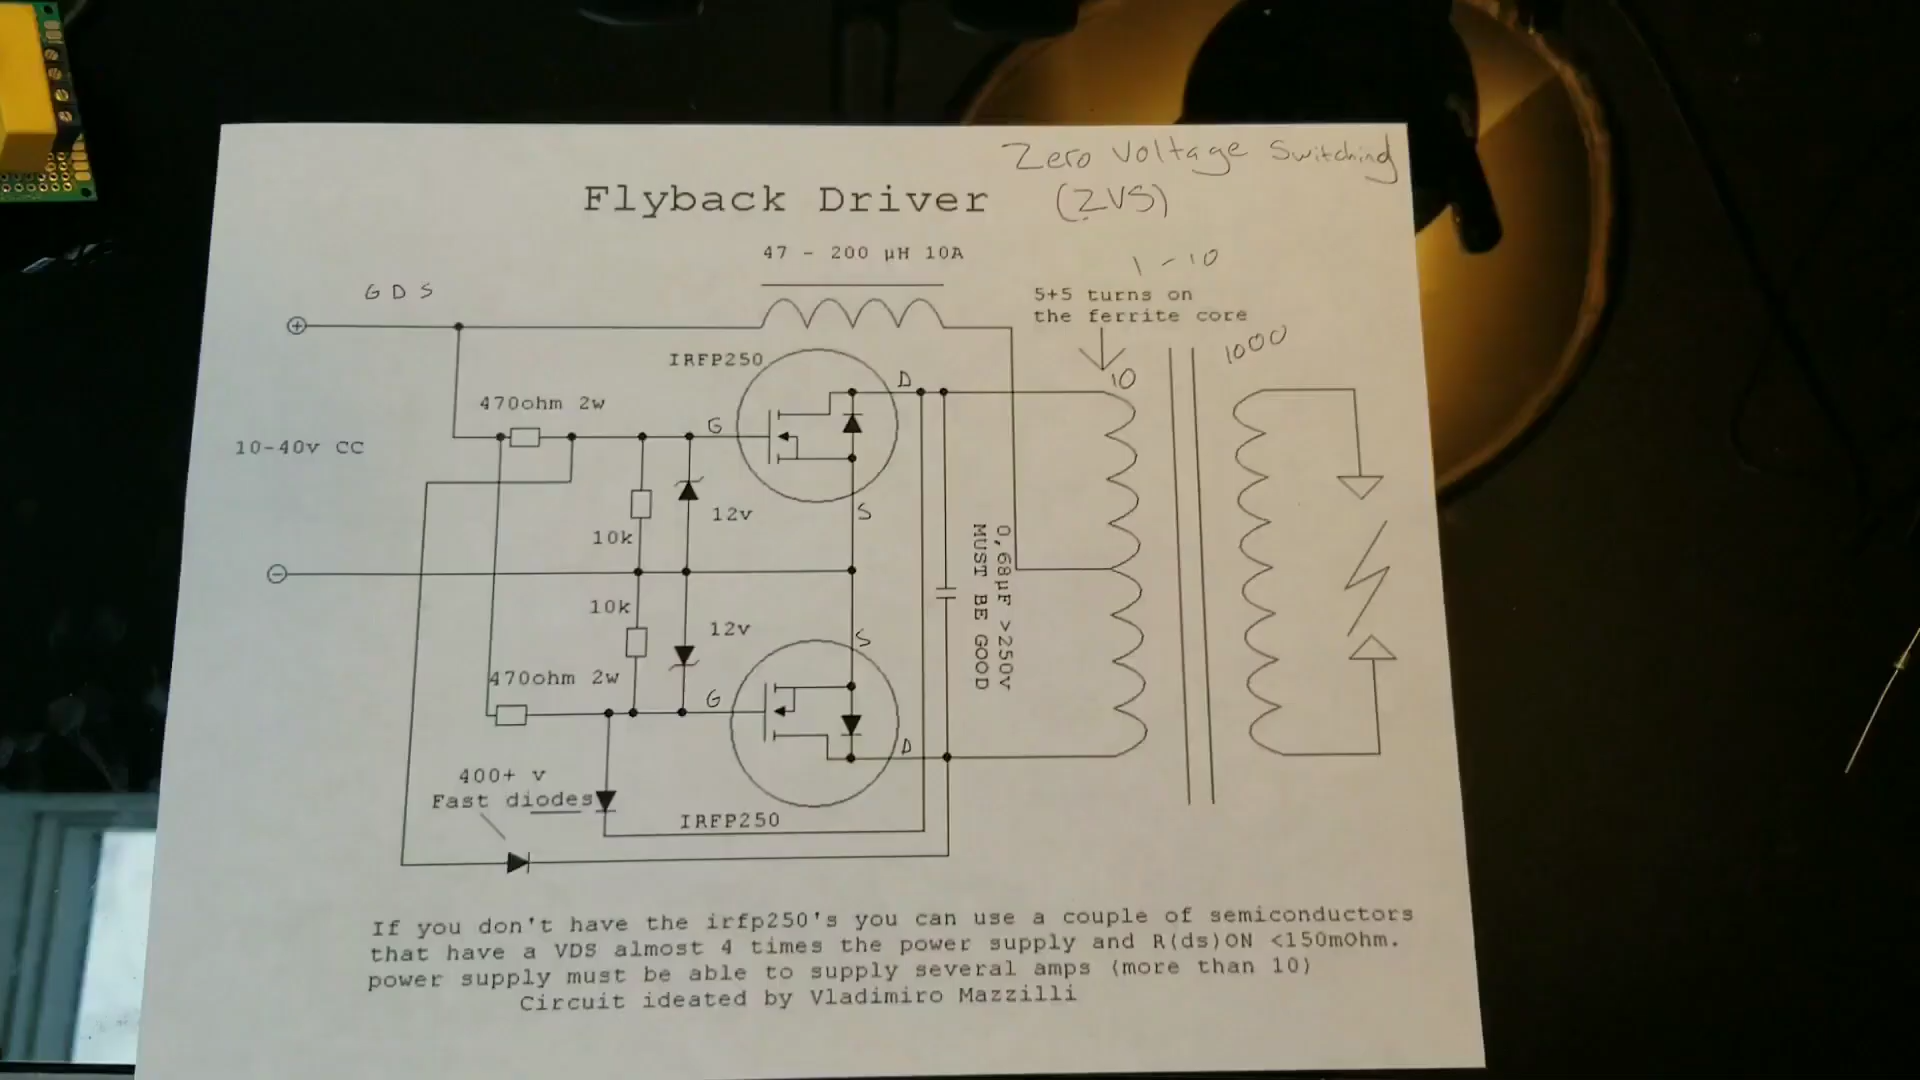 Zero Voltage Switching
(ZVS)
Flyback Driver
47 - 200 µH 10A
1-10
G D S
5+5 turns on
the ferrite core
1000
10
IRFP250
D
470ohm 2w
G
10-40v CC
S
12v
10k
0,68µF >250v
MUST BE GOOD
10k
12v
S
470ohm 2w
G
D
400+ v
Fast diodes
IRFP250
If you don't have the irfp250's you can use a couple of semiconductors
that have a VDS almost 4 times the power supply and R(ds)ON <150mOhm.
power supply must be able to supply several amps (more than 10)
Circuit ideated by Vladimiro Mazzilli